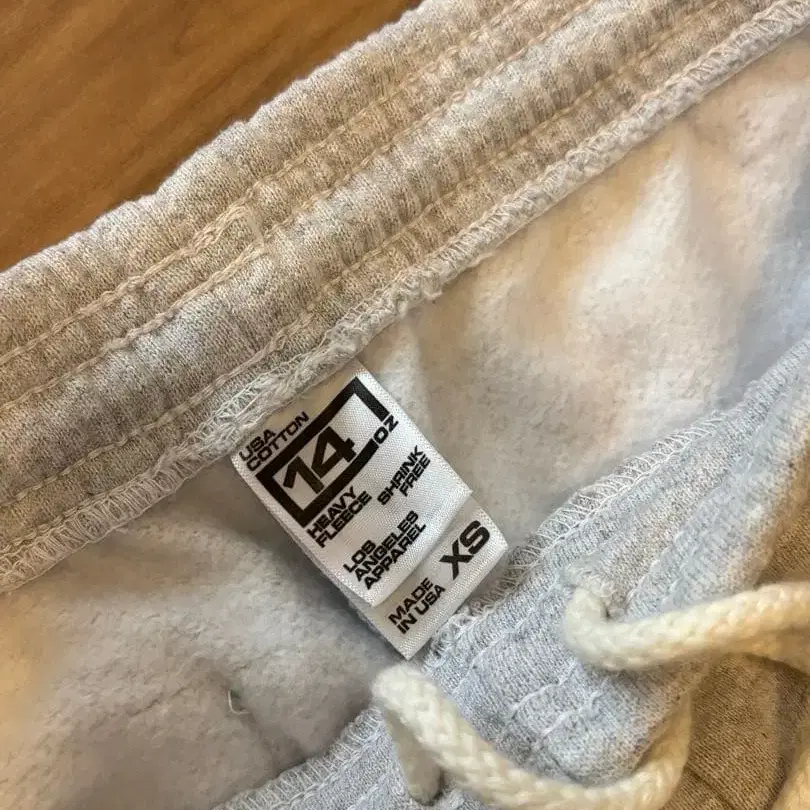 USA
COTTON
14
OZ
HEAVY
FLEECE
SHRINK
FREE
LOS
ANGELES
APPAREL
MADE
IN USA
XS